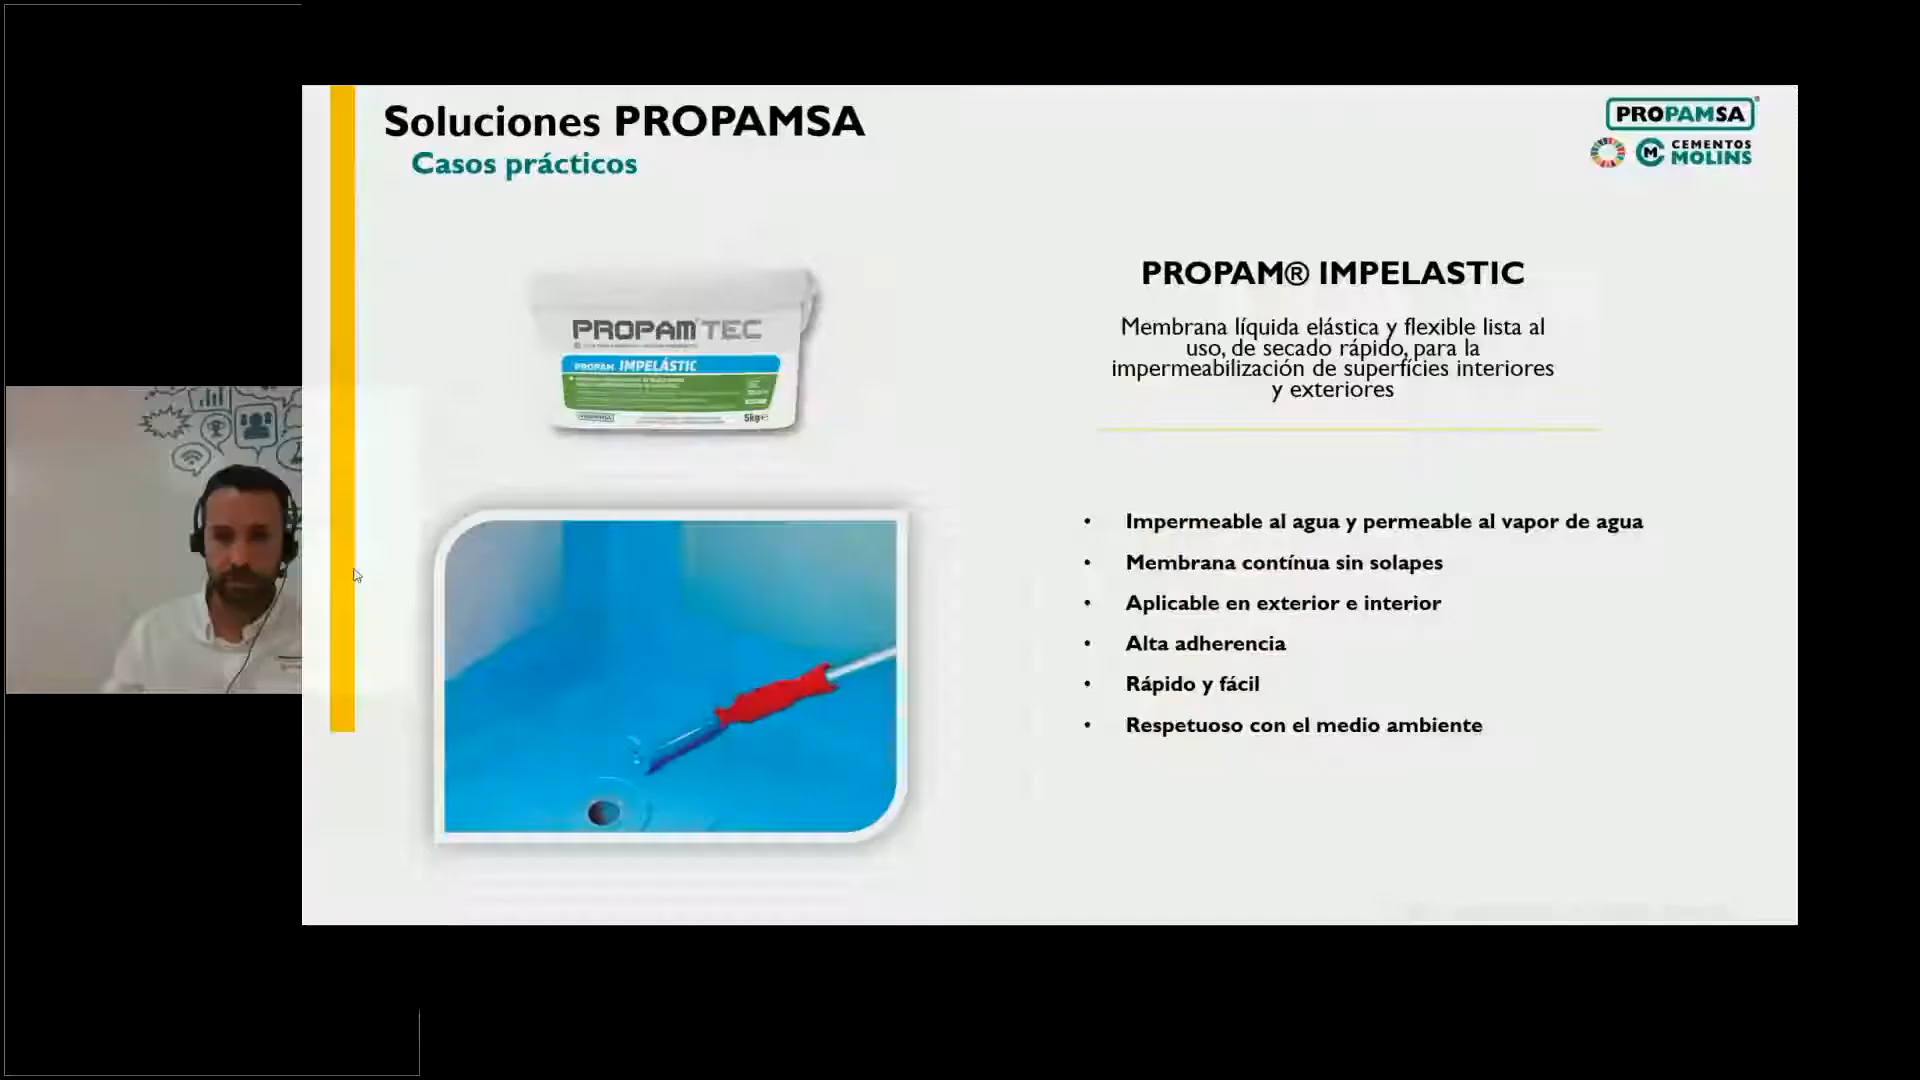 Soluciones PROPAMSA
Casos prácticos
PROPAMSA
CEMENTOS
MOLINS
PROPAM TEC
PROPAM IMPELÁSTIC
PROPAMSA
5kg e
PROPAM® IMPELASTIC
Membrana líquida elástica y flexible lista al
uso, de secado rápido, para la
impermeabilización de superfícies interiores
y exteriores
• Impermeable al agua y permeable al vapor de agua
• Membrana contínua sin solapes
• Aplicable en exterior e interior
• Alta adherencia
• Rápido y fácil
• Respetuoso con el medio ambiente